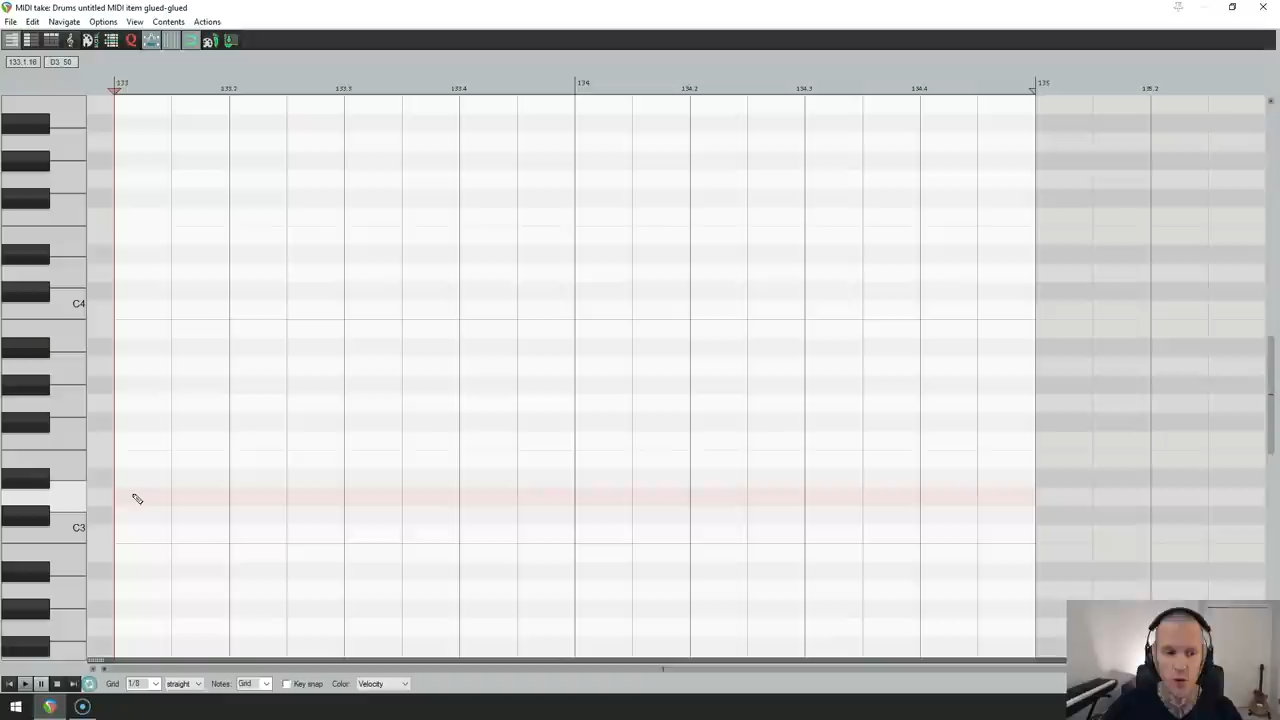 MIDI take: Drums untitled MIDI item glued-glued
File Edit Navigate Options View Contents Actions
133.1.16 D3 50
133 134 135
133.2 133.3 133.4 134.2 134.3 134.4 135.2
C4
C3
Grid 1/8 straight Notes: Grid Key snap Color: Velocity